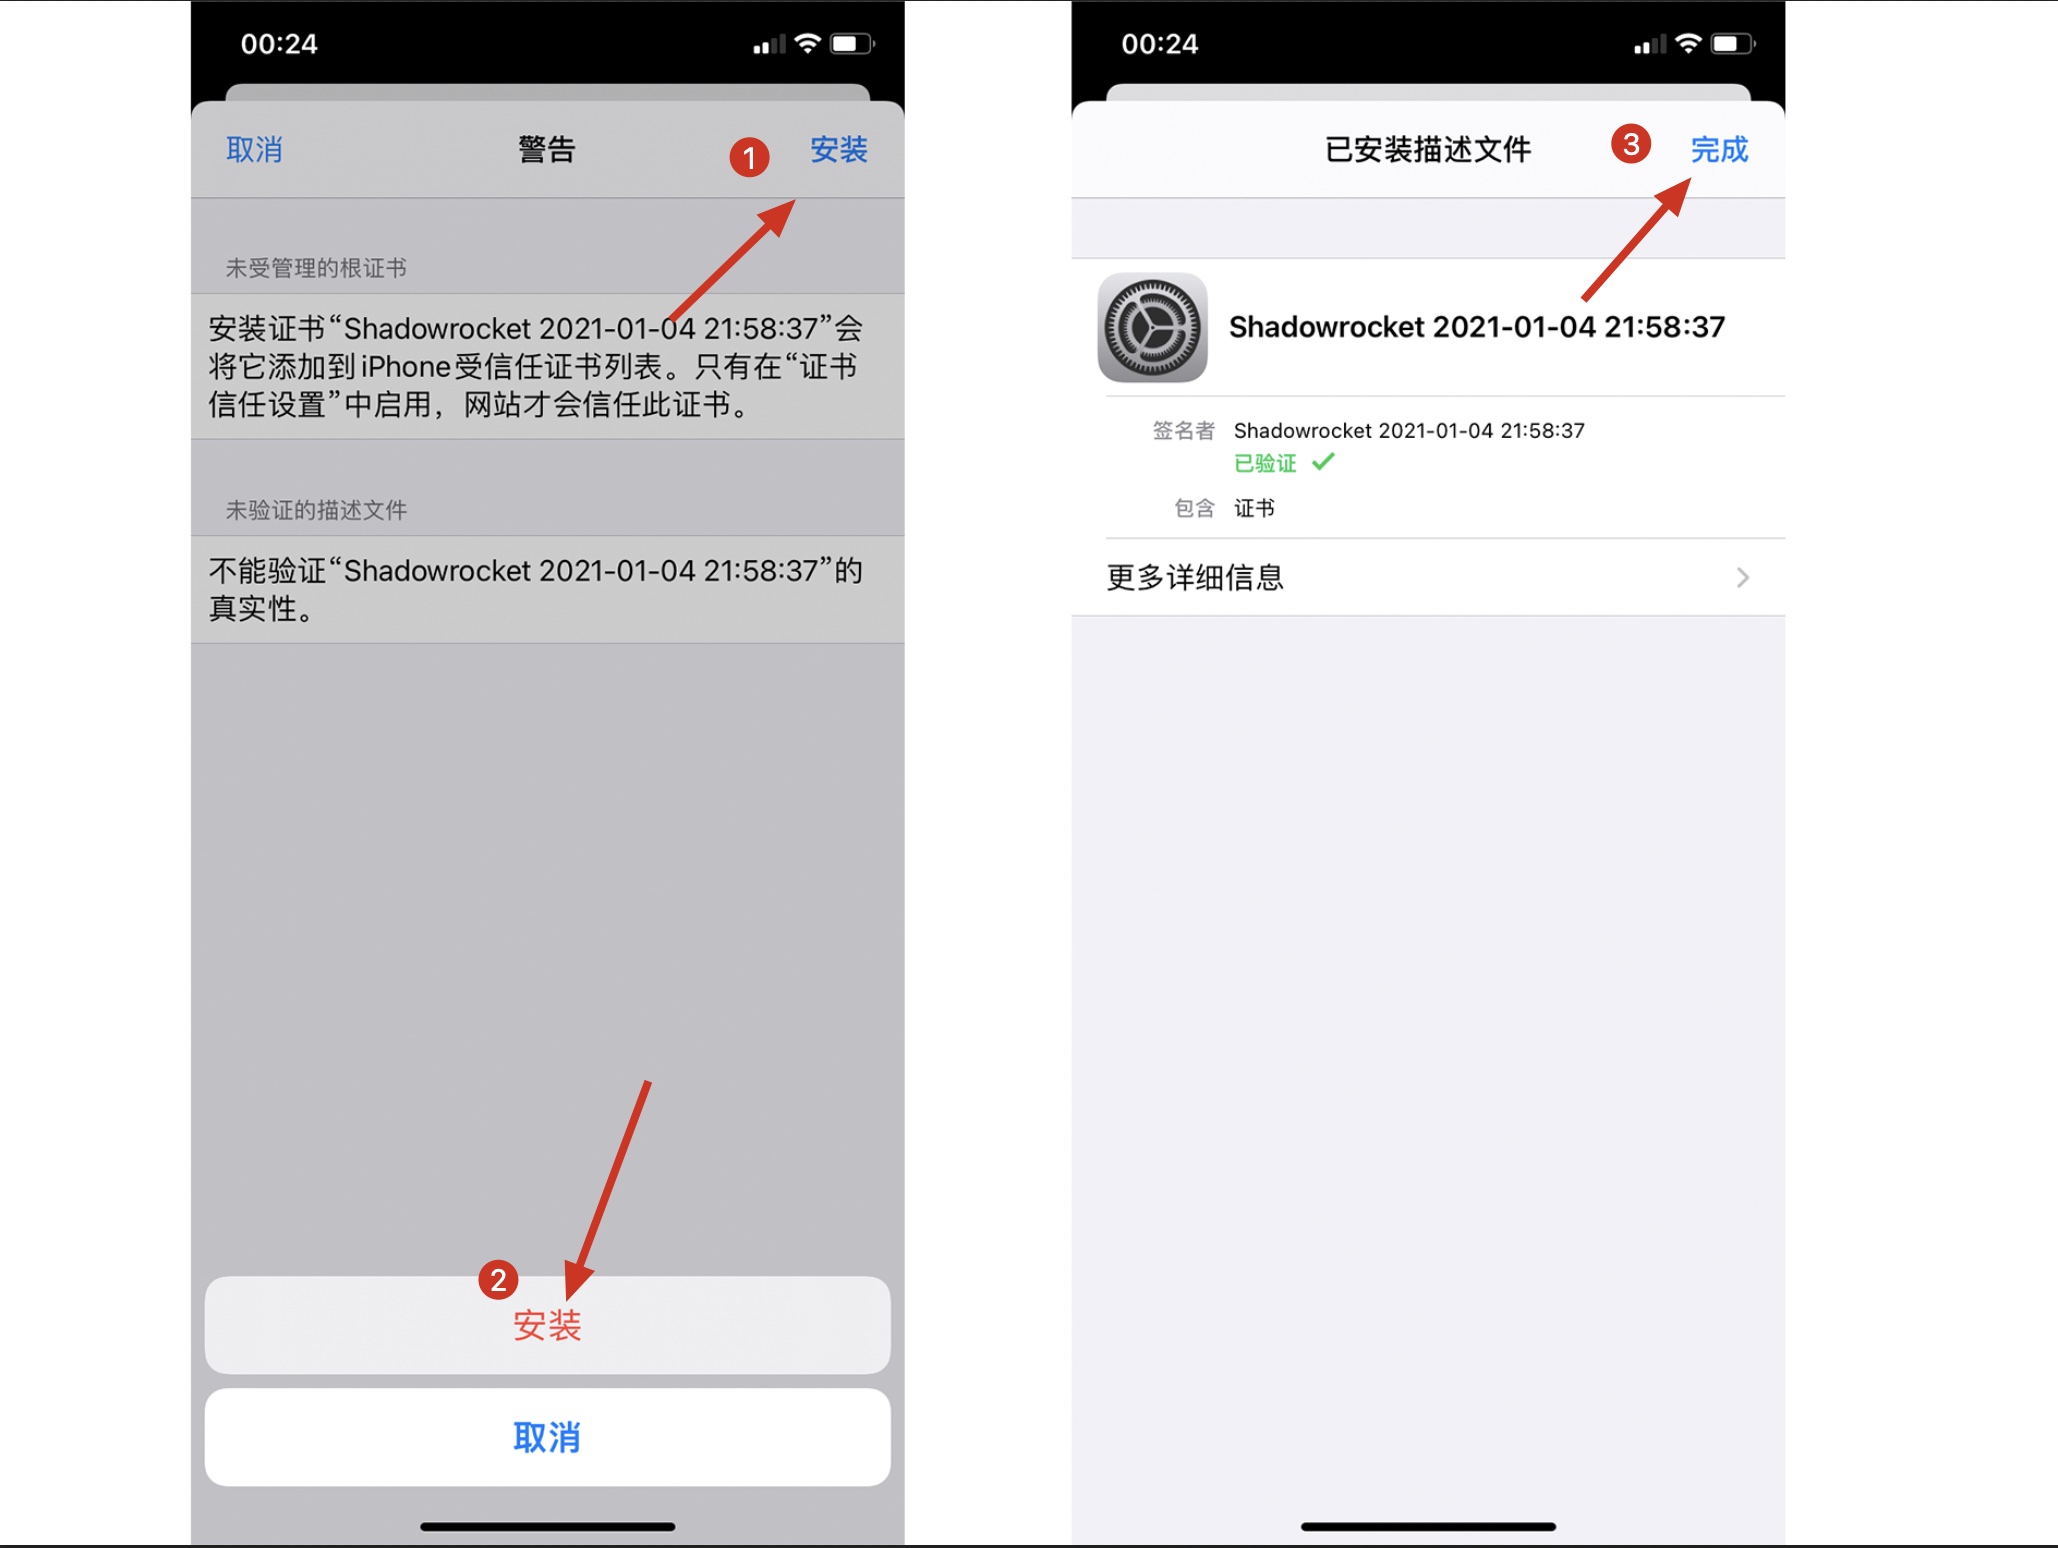 00:24
取消
警告
1
安装
未受管理的根证书
安装证书“Shadowrocket 2021-01-04 21:58:37”会
将它添加到iPhone受信任证书列表。只有在“证书
信任设置”中启用，网站才会信任此证书。
未验证的描述文件
不能验证“Shadowrocket 2021-01-04 21:58:37”的
真实性。
2
安装
取消
00:24
已安装描述文件
3
完成
Shadowrocket 2021-01-04 21:58:37
签名者 Shadowrocket 2021-01-04 21:58:37
已验证
包含 证书
更多详细信息